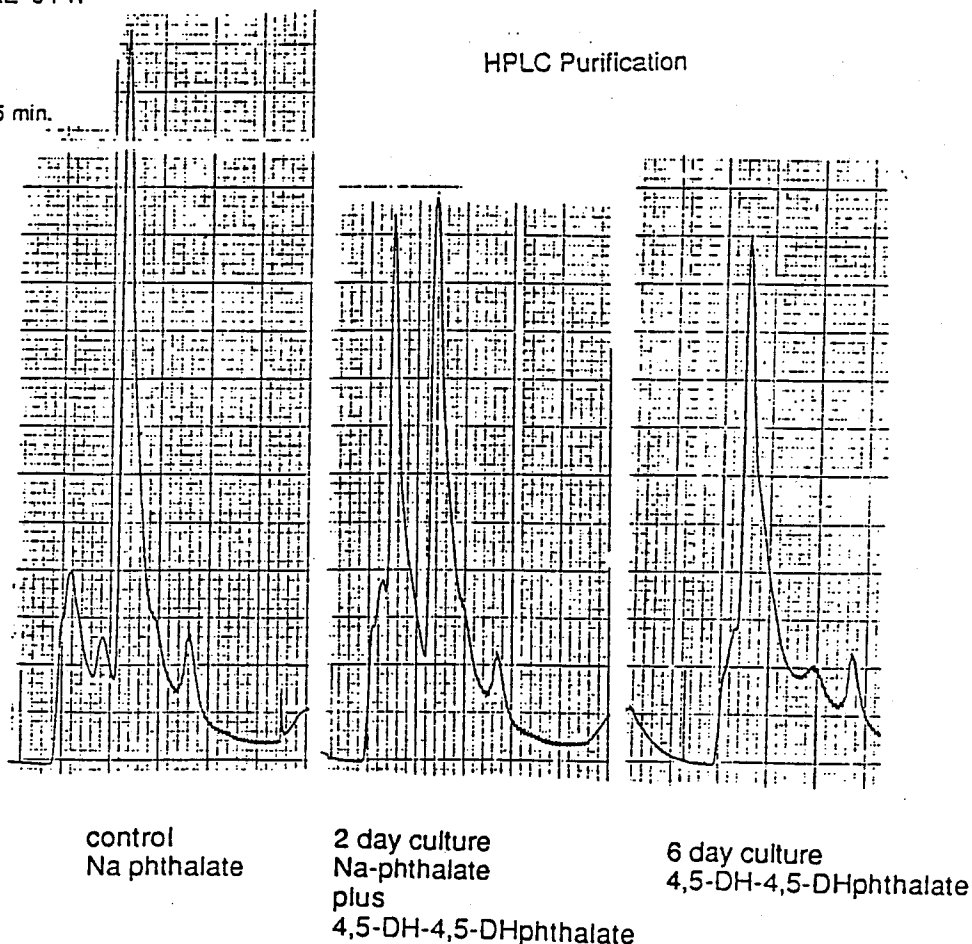 HPLC Purification
min.
control
Na phthalate
2 day culture
Na-phthalate
plus
4,5-DH-4,5-DHphthalate
6 day culture
4,5-DH-4,5-DHphthalate